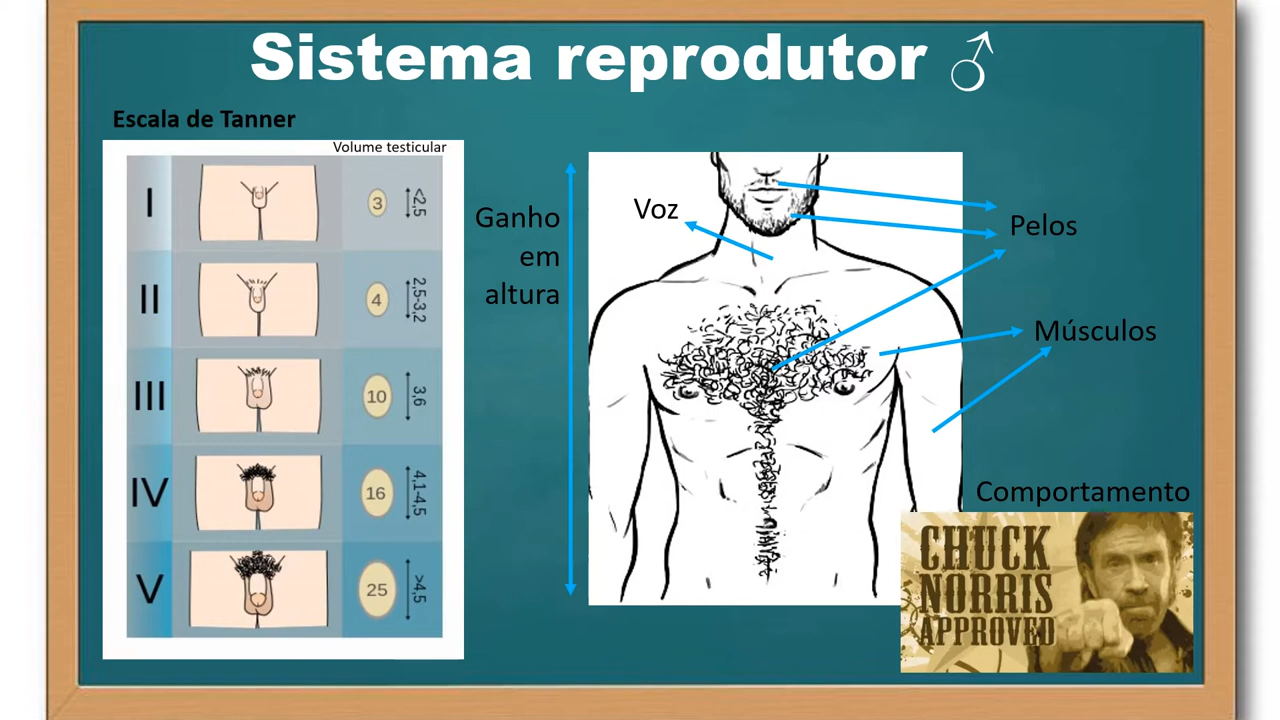 Sistema reprodutor ♂
Escala de Tanner
Volume testicular
I
3
<2,5
II
4
2,5-3,2
III
10
3,6
IV
16
4,1-4,5
V
25
>4,5
Ganho
em
altura
Voz
Pelos
Músculos
Comportamento
CHUCK
NORRIS
APPROVED